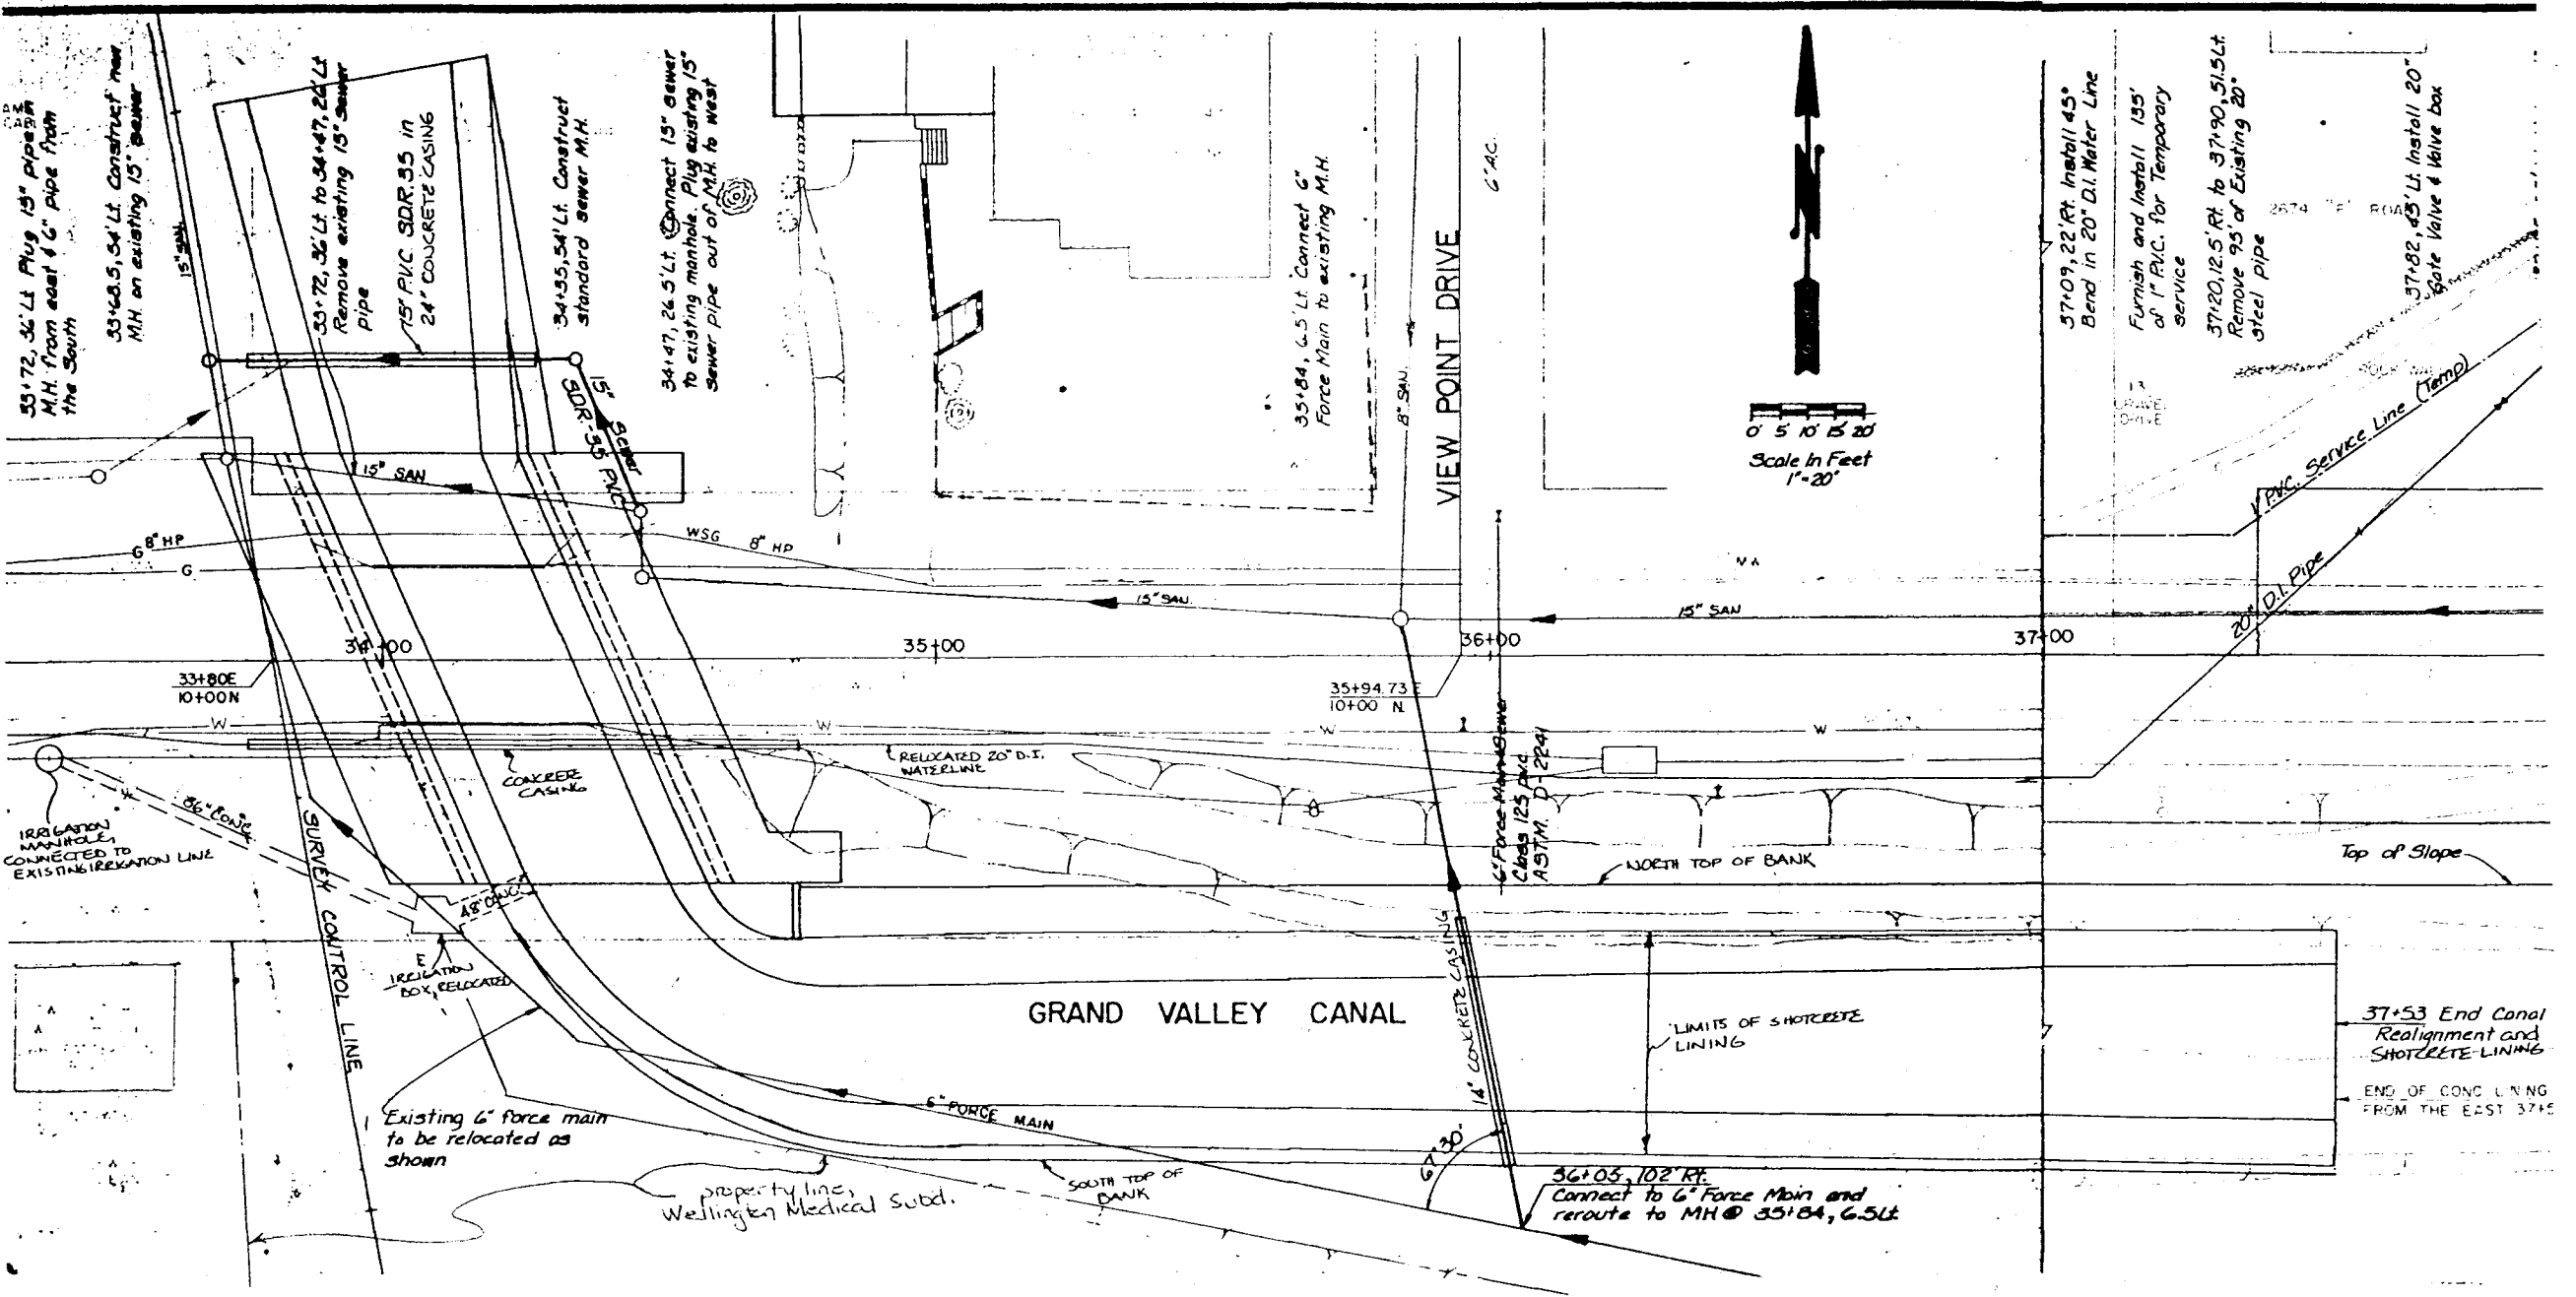 33+72, 36' Lt Plug 15" pipe in
M.H. from east & 6" pipe from
the South
33+68.5, 54' Lt. Construct new
M.H. on existing 15" sewer
33+72, 36' Lt to 34+47, 26' Lt
Remove existing 15" sewer
pipe
75' P.V.C. SDR.35 in
24" CONCRETE CASING
34+35, 54' Lt. Construct
standard sewer M.H.
34+47, 26.5' Lt. Connect 15" sewer
to existing manhole. Plug existing 15"
sewer pipe out of M.H. to west
35+84, 6.5' Lt. Connect 6"
Force Main to existing M.H.
6" A.C.
37+09, 22' Rt. Install 45°
Bend in 20" D.I. Water Line
Furnish and Install 135'
of 1" P.V.C. for Temporary
service
37+20, 12.5' Rt. to 37+90, 51.5 Lt.
Remove 95' of Existing 20"
steel pipe
37+82, 43' Lt. Install 20"
Gate Valve & Valve box
2674 "F" ROAD
15" SAN.
15" Sewer
SDR-35 PVC
8" SAN.
VIEW POINT DRIVE
N
0' 5' 10' 15' 20'
Scale In Feet
1"=20'
GRAVEL
DRIVE
ROCK WALL
1" P.V.C. Service Line (Temp)
20" D.I. Pipe
15" SAN
G 8" HP
G
WSG 8" HP
15" SAN.
15" SAN
34+00
35+00
36+00
37+00
33+80E
10+00N
35+94.73 E
10+00 N.
W
W
W
W
RELOCATED 20" D.I.
WATERLINE
CONCRETE
CASING
6" Force Main Sewer
Class 125 P.V.C.
A.S.T.M. D-2241
36" CONC.
IRRIGATION
MANHOLE,
CONNECTED TO
EXISTING IRRIGATION LINE
SURVEY CONTROL LINE
48" CONC.
E
IRRIGATION
BOX, RELOCATED
NORTH TOP OF BANK
Top of Slope
14" CONCRETE CASING
GRAND VALLEY CANAL
LIMITS OF SHOTCRETE
LINING
37+53 End Canal
Realignment and
SHOTCRETE-LINING
END OF CONC LINING
FROM THE EAST 37+5
Existing 6" force main
to be relocated as
shown
6" FORCE MAIN
67°30'
property line,
Wellington Medical Subd.
SOUTH TOP OF
BANK
36+05, 102' Rt.
Connect to 6" Force Main and
reroute to MH @ 35+84, 6.5Lt.